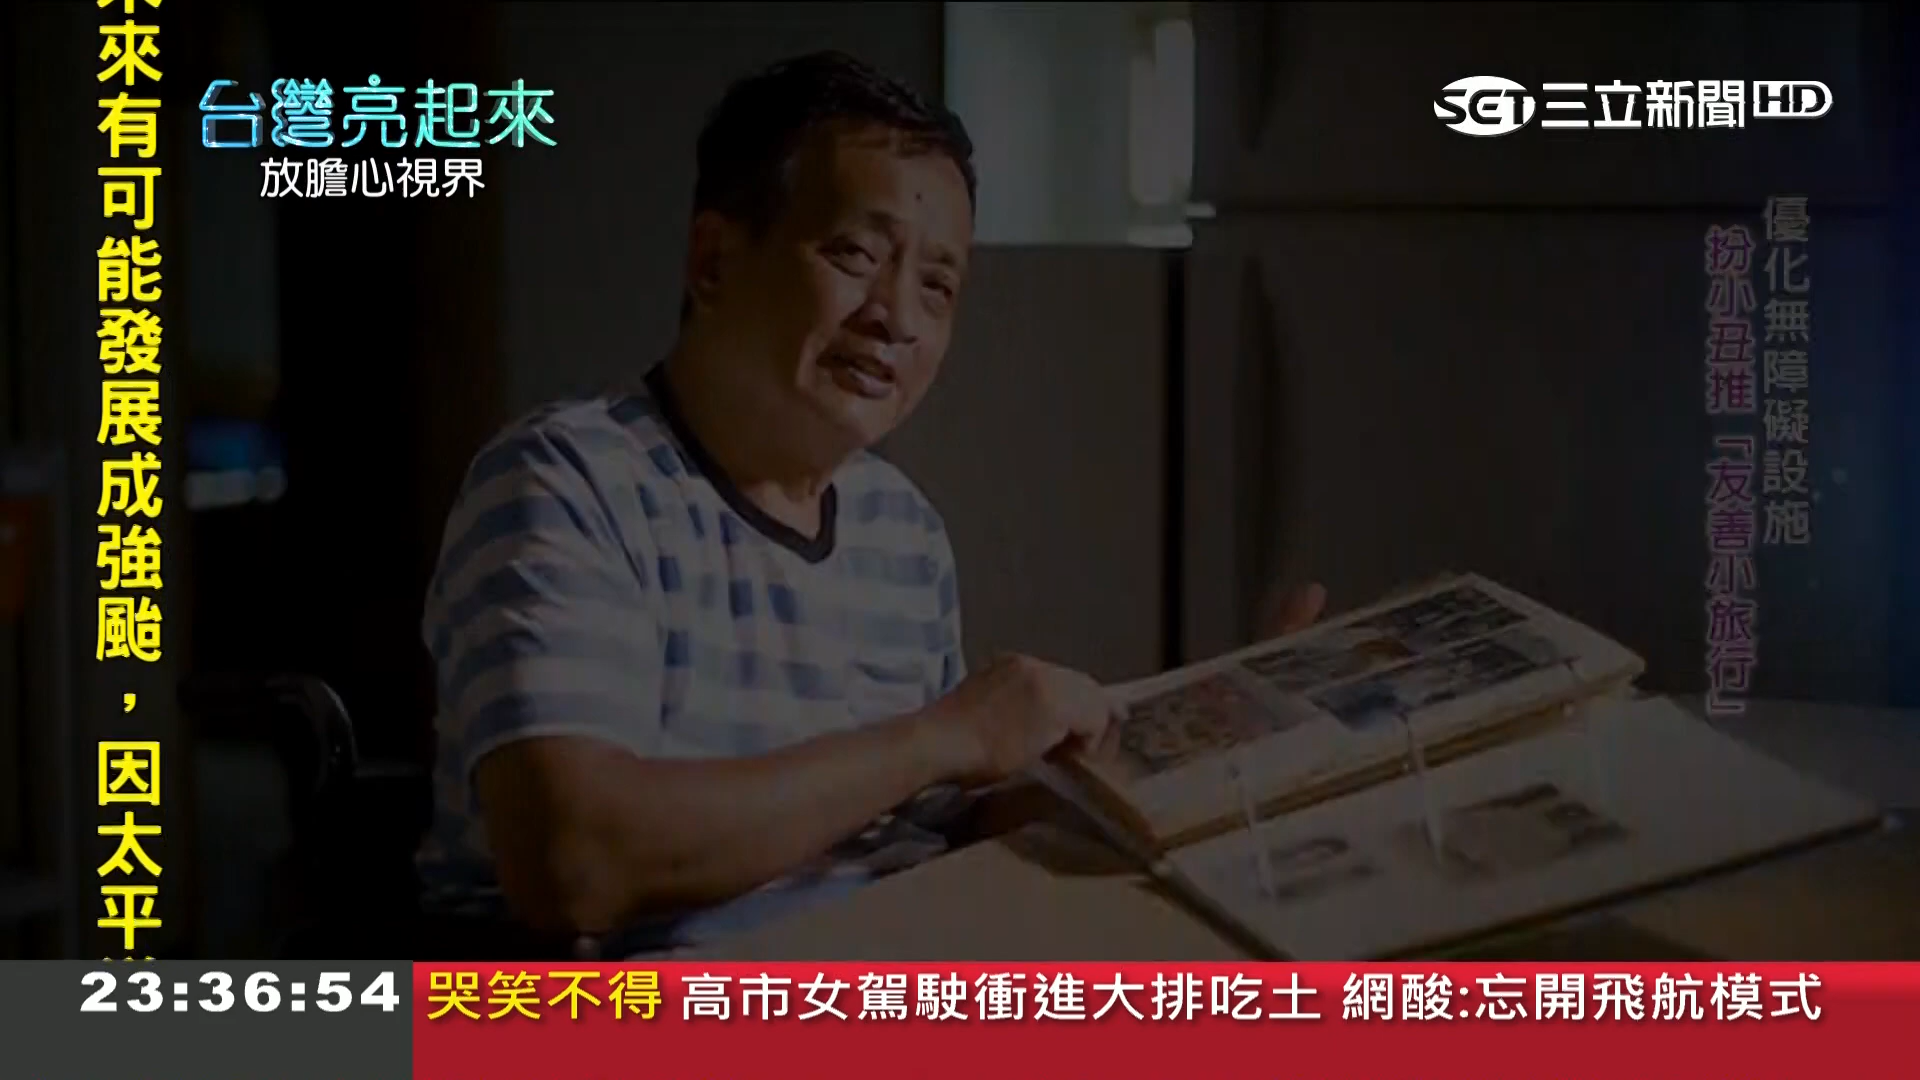 來有可能發展成強颱，因太平
台灣亮起來
放膽心視界
SET三立新聞HD
優化無障礙設施
扮小丑推「友善小旅行」
23:36:54
哭笑不得 高市女駕駛衝進大排吃土 網酸:忘開飛航模式